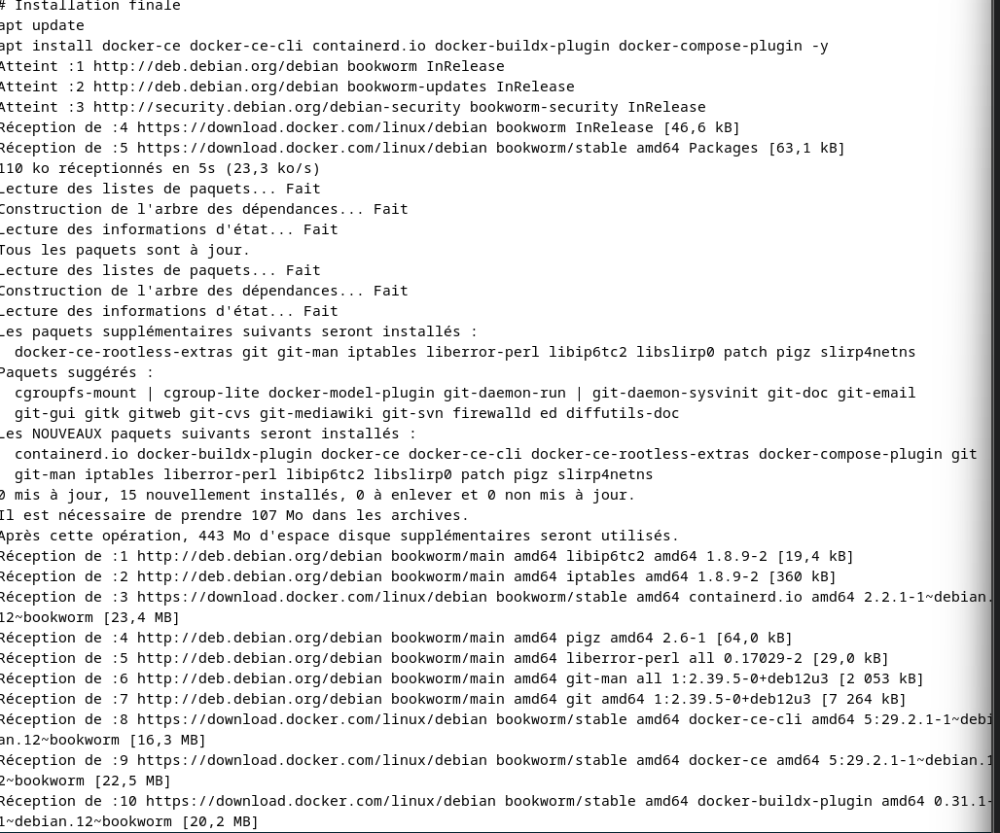 # Installation finale
apt update
apt install docker-ce docker-ce-cli containerd.io docker-buildx-plugin docker-compose-plugin -y
Atteint :1 http://deb.debian.org/debian bookworm InRelease
Atteint :2 http://deb.debian.org/debian bookworm-updates InRelease
Atteint :3 http://security.debian.org/debian-security bookworm-security InRelease
Réception de :4 https://download.docker.com/linux/debian bookworm InRelease [46,6 kB]
Réception de :5 https://download.docker.com/linux/debian bookworm/stable amd64 Packages [63,1 kB]
110 ko réceptionnés en 5s (23,3 ko/s)
Lecture des listes de paquets... Fait
Construction de l'arbre des dépendances... Fait
Lecture des informations d'état... Fait
Tous les paquets sont à jour.
Lecture des listes de paquets... Fait
Construction de l'arbre des dépendances... Fait
Lecture des informations d'état... Fait
Les paquets supplémentaires suivants seront installés :
  docker-ce-rootless-extras git git-man iptables liberror-perl libip6tc2 libslirp0 patch pigz slirp4netns
Paquets suggérés :
  cgroupfs-mount | cgroup-lite docker-model-plugin git-daemon-run | git-daemon-sysvinit git-doc git-email
  git-gui gitk gitweb git-cvs git-mediawiki git-svn firewalld ed diffutils-doc
Les NOUVEAUX paquets suivants seront installés :
  containerd.io docker-buildx-plugin docker-ce docker-ce-cli docker-ce-rootless-extras docker-compose-plugin git
  git-man iptables liberror-perl libip6tc2 libslirp0 patch pigz slirp4netns
0 mis à jour, 15 nouvellement installés, 0 à enlever et 0 non mis à jour.
Il est nécessaire de prendre 107 Mo dans les archives.
Après cette opération, 443 Mo d'espace disque supplémentaires seront utilisés.
Réception de :1 http://deb.debian.org/debian bookworm/main amd64 libip6tc2 amd64 1.8.9-2 [19,4 kB]
Réception de :2 http://deb.debian.org/debian bookworm/main amd64 iptables amd64 1.8.9-2 [360 kB]
Réception de :3 https://download.docker.com/linux/debian bookworm/stable amd64 containerd.io amd64 2.2.1-1~debian.
12~bookworm [23,4 MB]
Réception de :4 http://deb.debian.org/debian bookworm/main amd64 pigz amd64 2.6-1 [64,0 kB]
Réception de :5 http://deb.debian.org/debian bookworm/main amd64 liberror-perl all 0.17029-2 [29,0 kB]
Réception de :6 http://deb.debian.org/debian bookworm/main amd64 git-man all 1:2.39.5-0+deb12u3 [2 053 kB]
Réception de :7 http://deb.debian.org/debian bookworm/main amd64 git amd64 1:2.39.5-0+deb12u3 [7 264 kB]
Réception de :8 https://download.docker.com/linux/debian bookworm/stable amd64 docker-ce-cli amd64 5:29.2.1-1~debi
an.12~bookworm [16,3 MB]
Réception de :9 https://download.docker.com/linux/debian bookworm/stable amd64 docker-ce amd64 5:29.2.1-1~debian.1
2~bookworm [22,5 MB]
Réception de :10 https://download.docker.com/linux/debian bookworm/stable amd64 docker-buildx-plugin amd64 0.31.1-
1~debian.12~bookworm [20,2 MB]